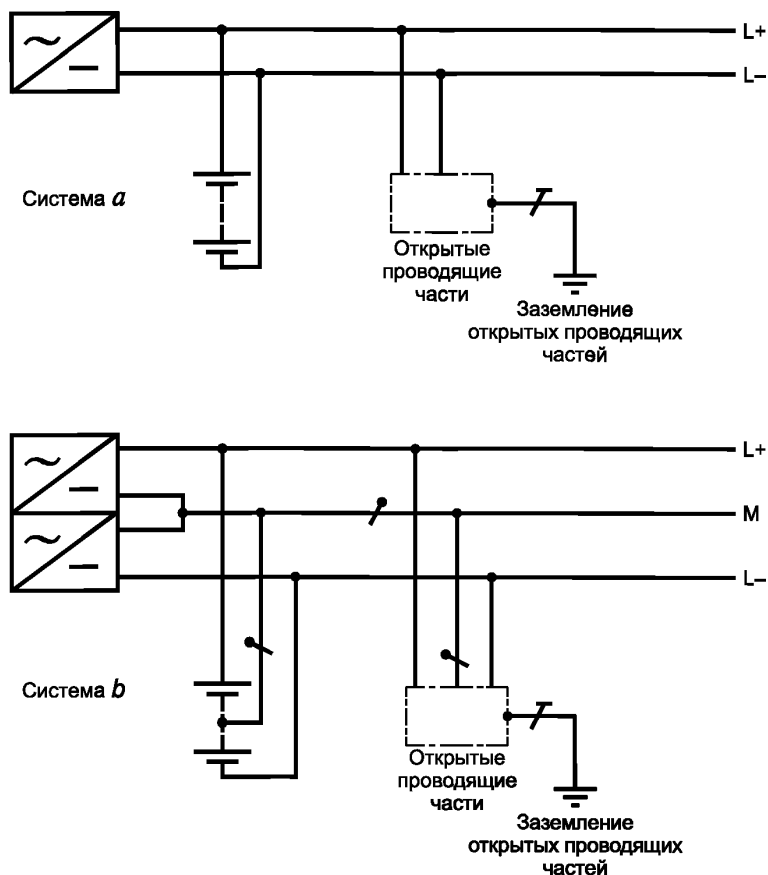 L+
L–
Система a
Открытые
проводящие
части
Заземление
открытых проводящих
частей
L+
M
L–
Система b
Открытые
проводящие
части
Заземление
открытых проводящих
частей